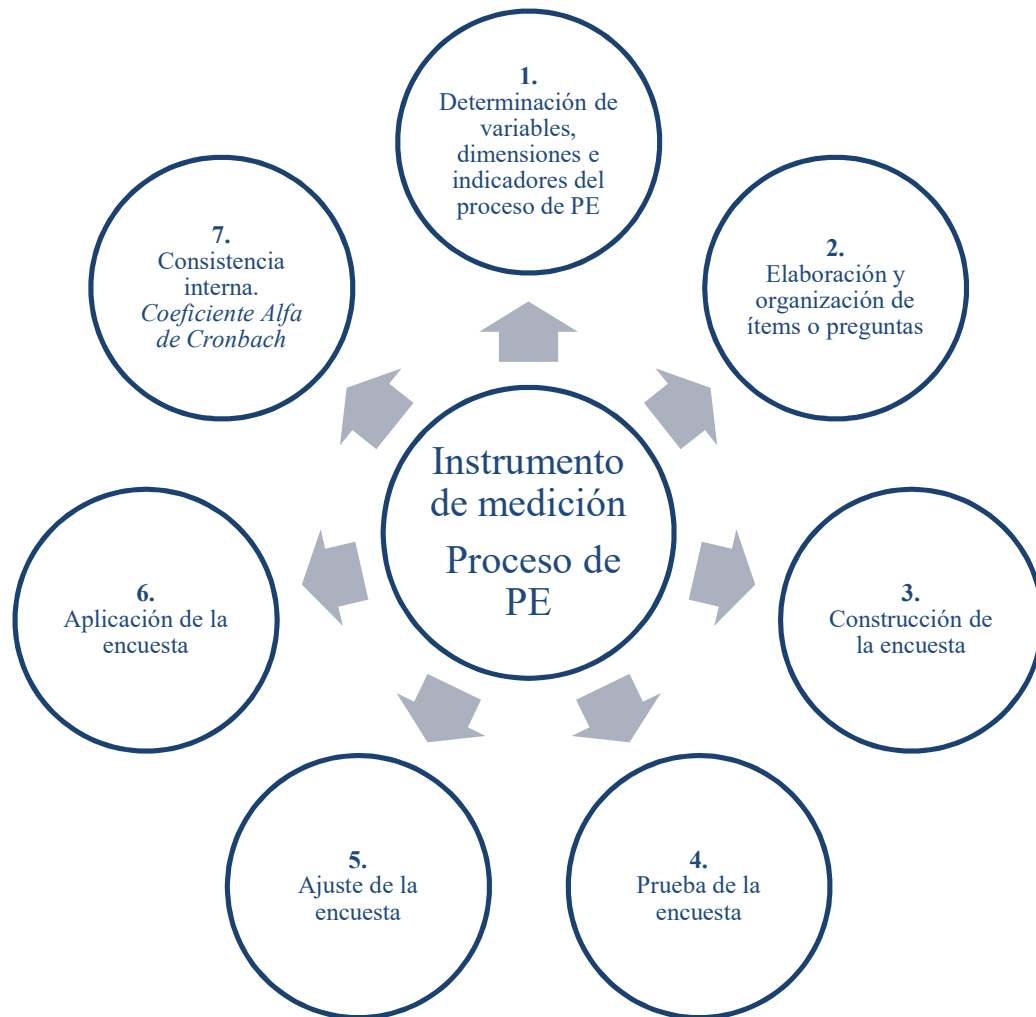 1.
Determinación de
variables,
dimensiones e
indicadores del
proceso de PE
2.
Elaboración y
organización de
ítems o preguntas
3.
Construcción de
la encuesta
4.
Prueba de la
encuesta
5.
Ajuste de la
encuesta
6.
Aplicación de la
encuesta
7.
Consistencia
interna.
Coeficiente Alfa
de Cronbach
Instrumento
de medición
Proceso de
PE